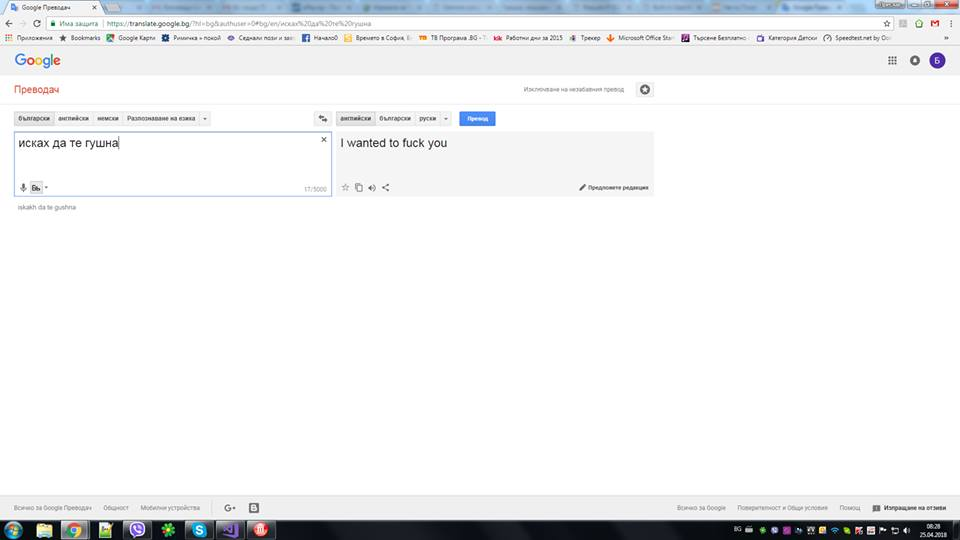 Google Преводач
Има защита
https://translate.google.bg/?hl=bg&authuser=0#bg/en/исках%20да%20те%20гушна
Приложения
Bookmarks
Google Карти
Римичка » покой
Седнали пози и зави
Начало0
Времето в София, Б
ТВ Програма .BG - Т
Работни дни за 2015
Трекер
Microsoft Office Start
Търсене Безплатно
Категория Детски
Speedtest.net by Oo
Google
Б
Преводач
Изключване на незабавния превод
български английски немски Разпознаване на езика
английски български руски Превод
исках да те гушна
I wanted to fuck you
17/5000
Предложете редакция
iskakh da te gushna
Всичко за Google Преводач Общност Мобилни устройства
Всичко за Google Поверителност и Общи условия Помощ Изпращане на отзиви
BG
08:28
25.04.2018